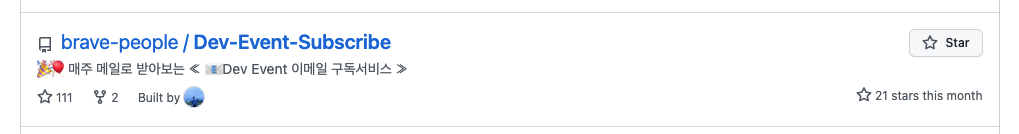 brave-people / Dev-Event-Subscribe
Star
🎉🎈 매주 메일로 받아보는 ≪ 📧Dev Event 이메일 구독서비스 ≫
111 2 Built by 21 stars this month